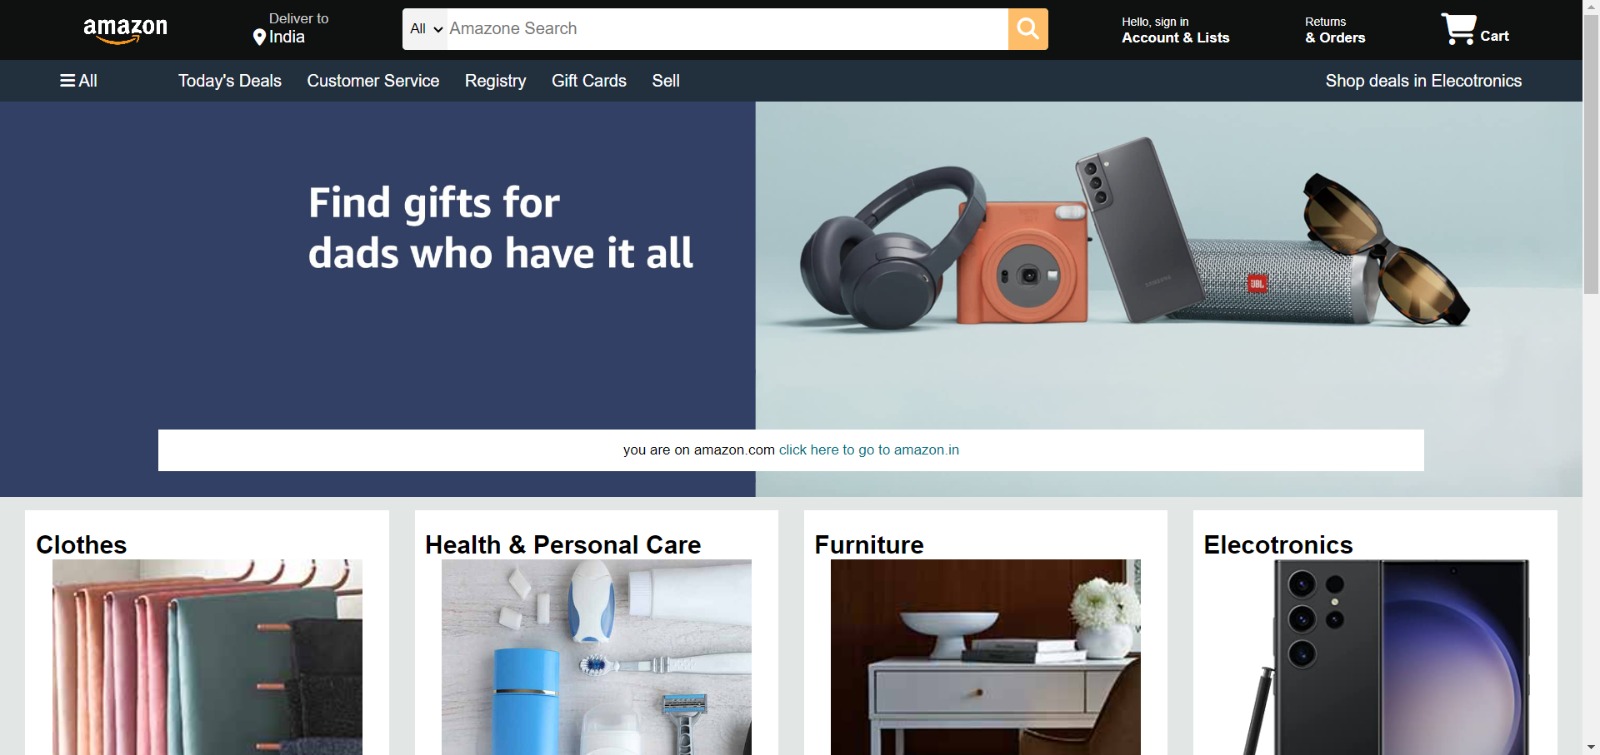 amazon
Deliver to
India
All
Amazone Search
Hello, sign in
Account & Lists
Returns
& Orders
Cart
All
Today's Deals
Customer Service
Registry
Gift Cards
Sell
Shop deals in Elecotronics
Find gifts for
dads who have it all
SAMSUNG
JBL
you are on amazon.com click here to go to amazon.in
Clothes
Health & Personal Care
Furniture
Elecotronics